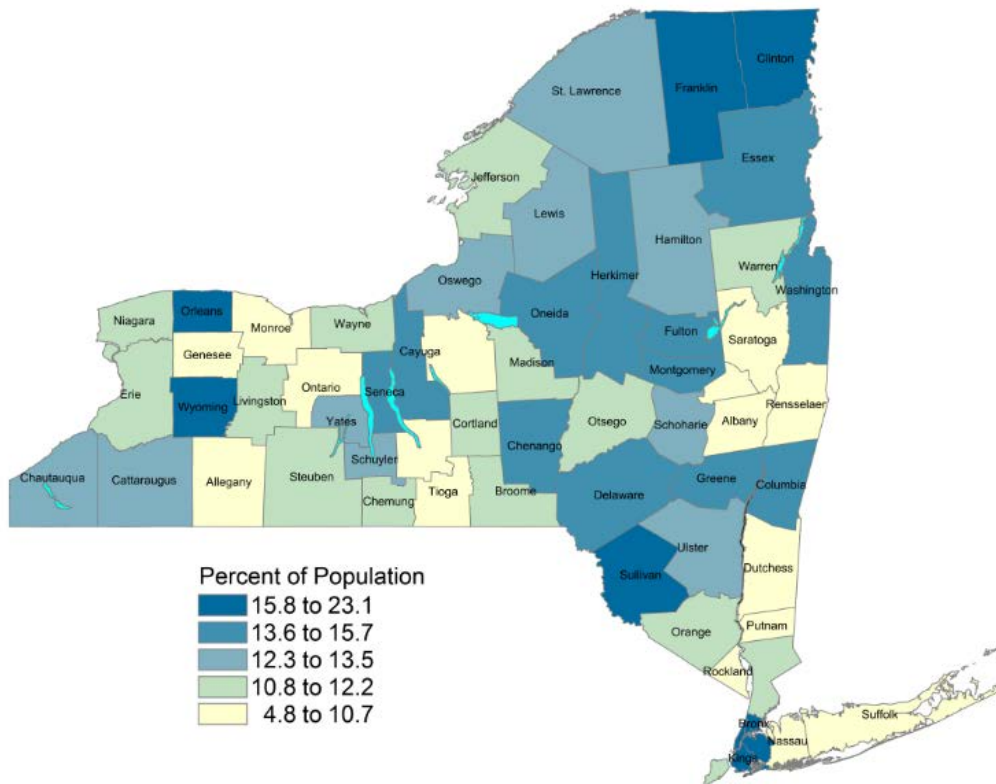 Clinton
Franklin
St. Lawrence
Essex
Jefferson
Lewis
Hamilton
Warren
Herkimer
Oswego
Washington
Orleans
Oneida
Niagara
Monroe
Wayne
Fulton
Saratoga
Genesee
Cayuga
Madison
Montgomery
Ontario
Seneca
Erie
Wyoming
Livingston
Rensselaer
Yates
Cortland
Otsego
Schoharie
Albany
Chenango
Schuyler
Chautauqua
Cattaraugus
Allegany
Steuben
Chemung
Tioga
Broome
Delaware
Greene
Columbia
Ulster
Sullivan
Dutchess
Putnam
Orange
Rockland
Suffolk
Bronx
Nassau
Kings
Percent of Population
15.8 to 23.1
13.6 to 15.7
12.3 to 13.5
10.8 to 12.2
4.8 to 10.7